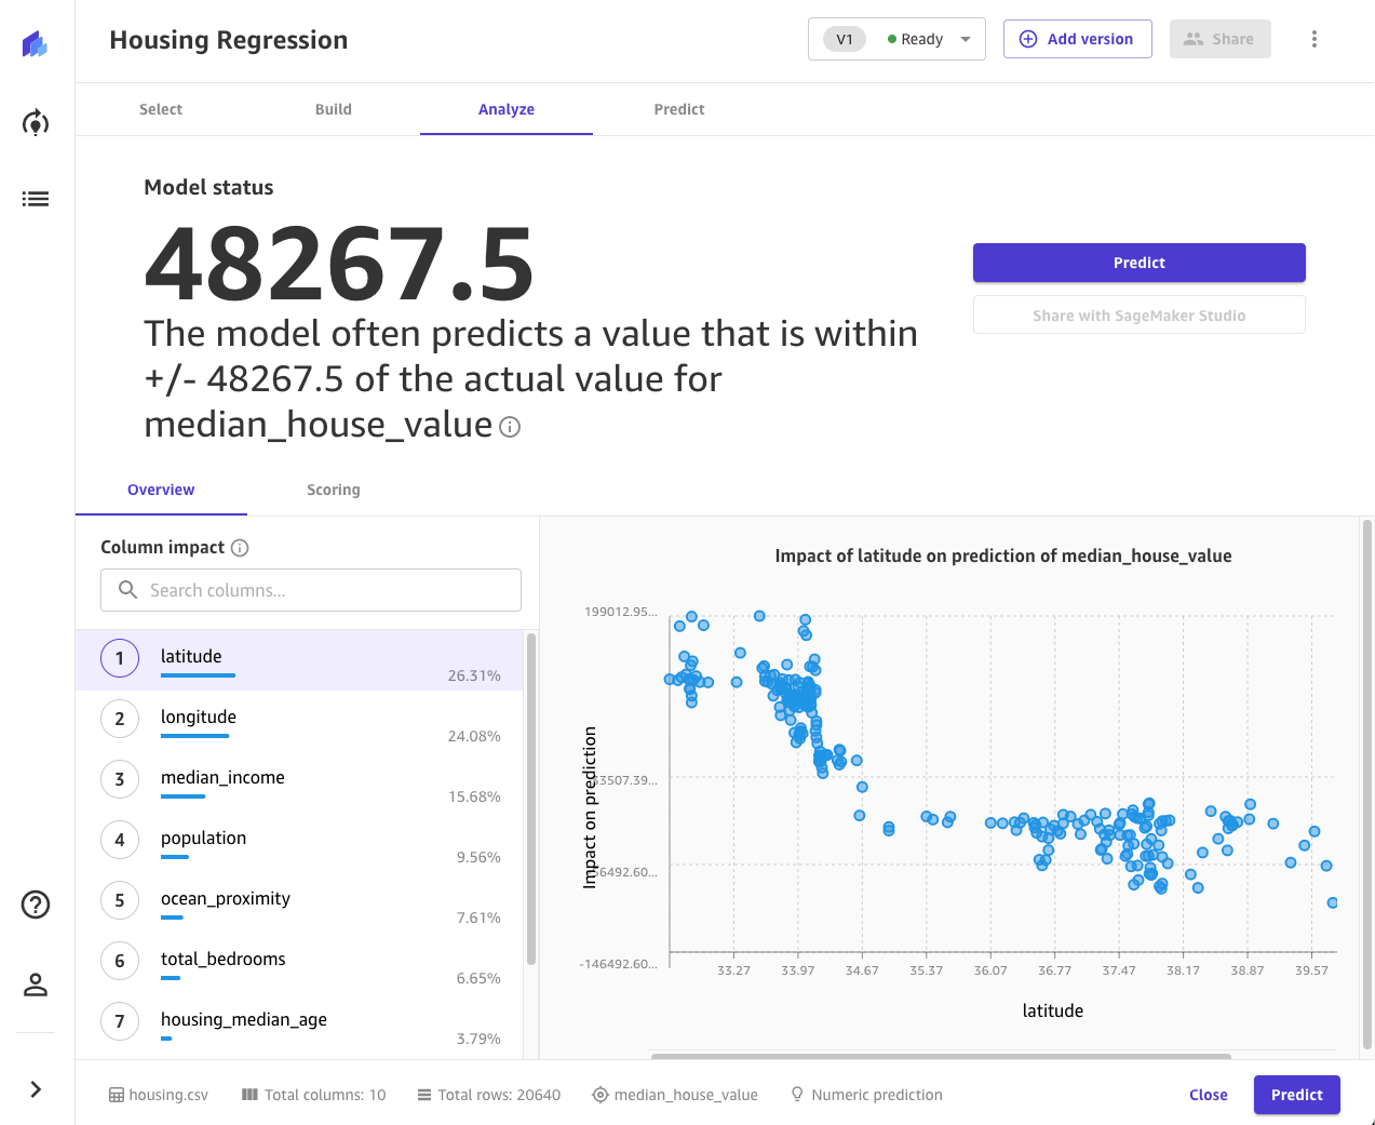 Housing Regression
V1
Ready
Add version
Share
Select
Build
Analyze
Predict
Model status
48267.5
The model often predicts a value that is within
+/- 48267.5 of the actual value for
median_house_value
Predict
Share with SageMaker Studio
Overview
Scoring
Column impact
Search columns...
1
latitude
26.31%
2
longitude
24.08%
3
median_income
15.68%
4
population
9.56%
5
ocean_proximity
7.61%
6
total_bedrooms
6.65%
7
housing_median_age
3.79%
Impact of latitude on prediction of median_house_value
Impact on prediction
199012.95...
-146492.60...
33.27
33.97
34.67
35.37
36.07
36.77
37.47
38.17
38.87
39.57
latitude
housing.csv
Total columns: 10
Total rows: 20640
median_house_value
Numeric prediction
Close
Predict